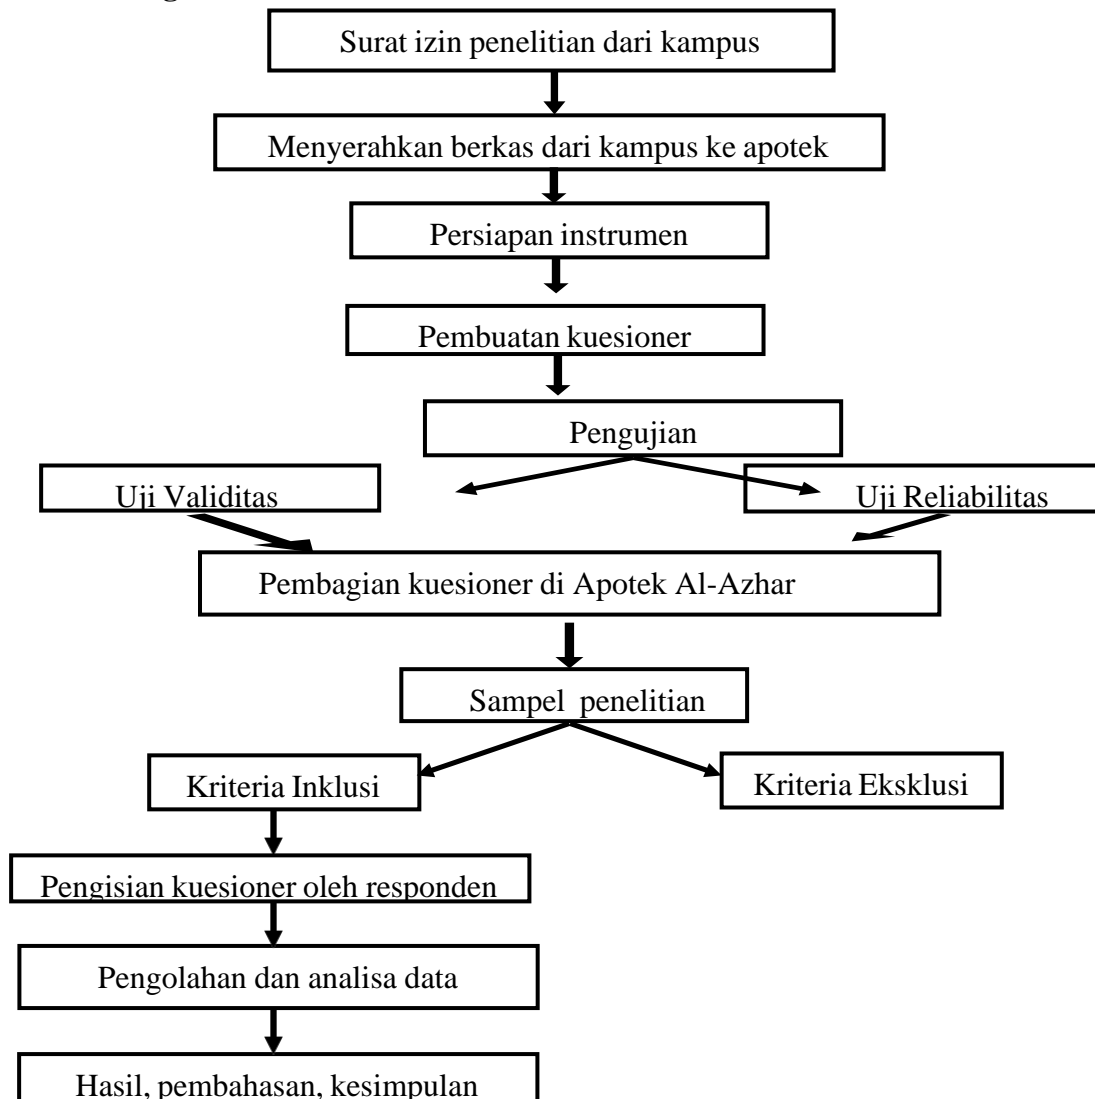 Surat izin penelitian dari kampus
Menyerahkan berkas dari kampus ke apotek
Persiapan instrumen
Pembuatan kuesioner
Pengujian
Uji Validitas
Uji Reliabilitas
Pembagian kuesioner di Apotek Al-Azhar
Sampel penelitian
Kriteria Inklusi
Kriteria Eksklusi
Pengisian kuesioner oleh responden
Pengolahan dan analisa data
Hasil, pembahasan, kesimpulan